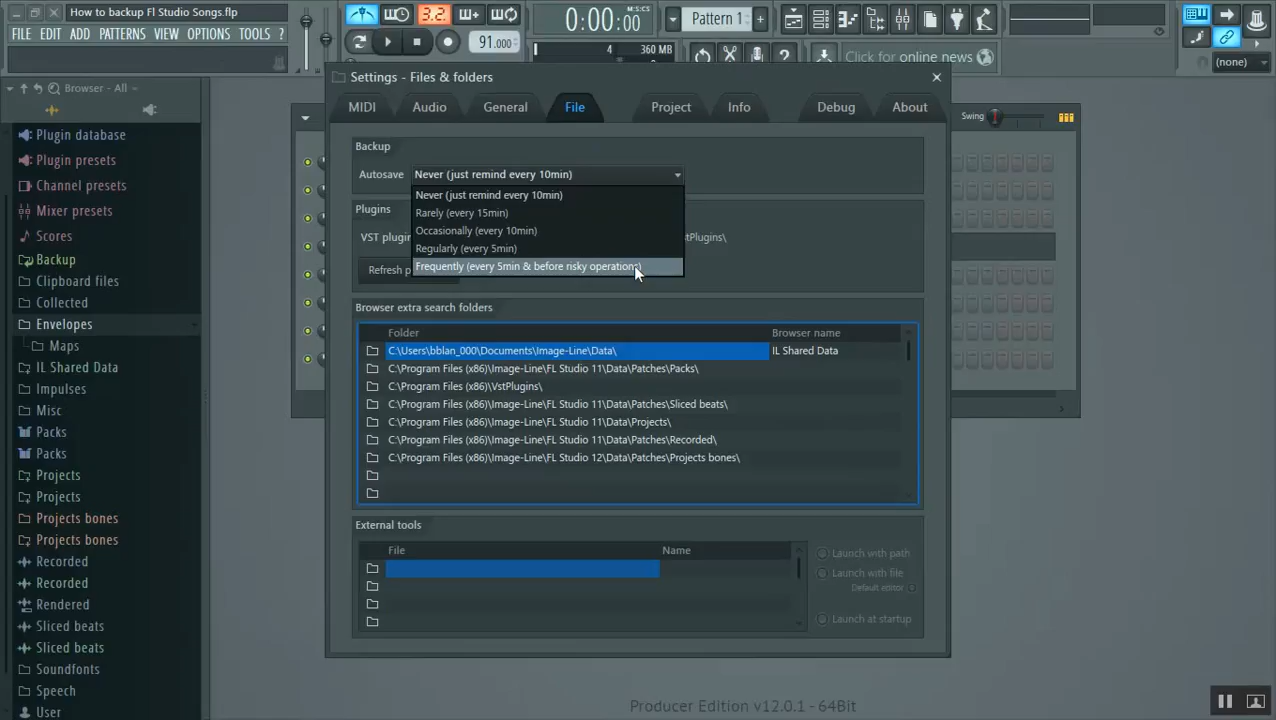 How to backup Fl Studio Songs.flp
FILE EDIT ADD PATTERNS VIEW OPTIONS TOOLS ?
3.2.
0:00:00
M:S:CS
Pattern 1
91.000
4
360 MB
Click for online news
(none)
Browser - All
Plugin database
Plugin presets
Channel presets
Mixer presets
Scores
Backup
Clipboard files
Collected
Envelopes
Maps
IL Shared Data
Impulses
Misc
Packs
Packs
Projects
Projects
Projects bones
Projects bones
Recorded
Recorded
Rendered
Sliced beats
Sliced beats
Soundfonts
Speech
User
Settings - Files & folders
MIDI Audio General File Project Info Debug About
Backup
Autosave Never (just remind every 10min)
Never (just remind every 10min)
Rarely (every 15min)
Occasionally (every 10min)
Regularly (every 5min)
Frequently (every 5min & before risky operations)
Plugins
VST plugin
stPlugins\
Refresh p
Browser extra search folders
Folder Browser name
C:\Users\bblan_000\Documents\Image-Line\Data\ IL Shared Data
C:\Program Files (x86)\Image-Line\FL Studio 11\Data\Patches\Packs\
C:\Program Files (x86)\VstPlugins\
C:\Program Files (x86)\Image-Line\FL Studio 11\Data\Patches\Sliced beats\
C:\Program Files (x86)\Image-Line\FL Studio 11\Data\Projects\
C:\Program Files (x86)\Image-Line\FL Studio 11\Data\Patches\Recorded\
C:\Program Files (x86)\Image-Line\FL Studio 12\Data\Patches\Projects bones\
External tools
File Name
Launch with path
Launch with file
Default editor
Launch at startup
Swing
Producer Edition v12.0.1 - 64Bit